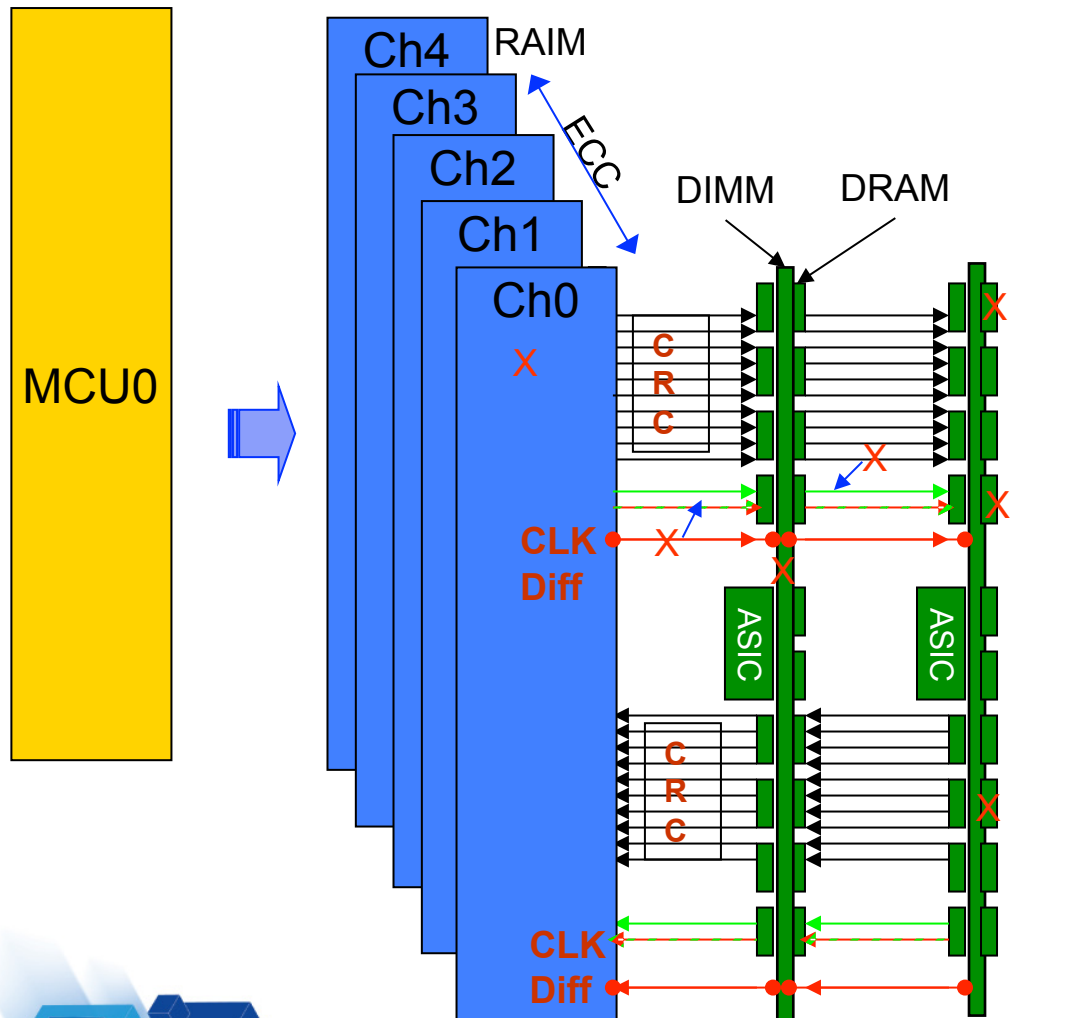 Ch4
RAIM
Ch3
ECC
Ch2
DIMM
DRAM
Ch1
Ch0
X
C
X
R
MCU0
C
X
X
CLK
X
X
Diff
ASIC
ASIC
C
R
X
C
CLK
Diff